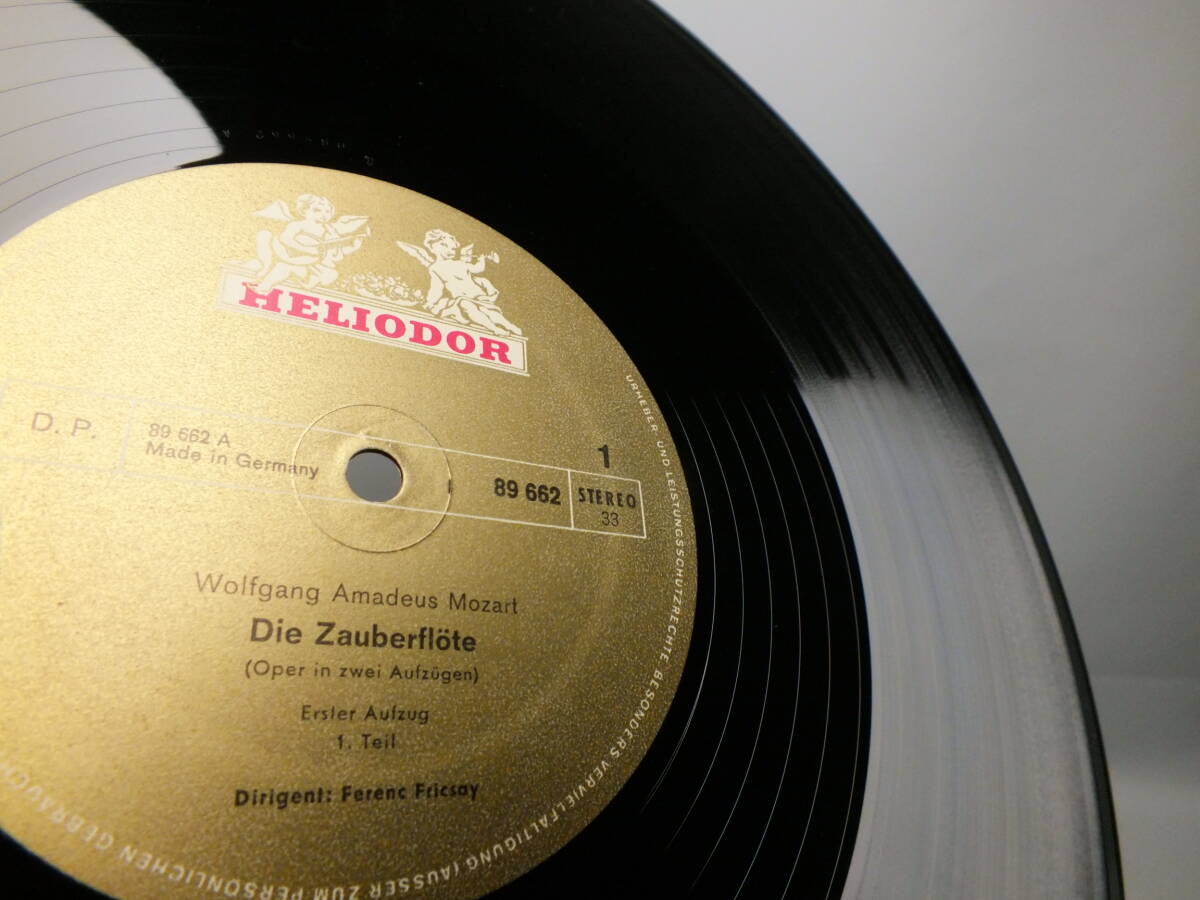 HELIODOR
D. P.
89 662 A
Made in Germany
1
89 662
STEREO
33
Wolfgang Amadeus Mozart
Die Zauberflöte
(Oper in zwei Aufzügen)
Erster Aufzug
1. Teil
Dirigent: Ferenc Fricsay
URHEBER- UND LEISTUNGSSCHUTZRECHTE BESONDERS VERVIELFÄLTIGUNG (AUSSER ZUM PERSÖNLICHEN GEBRAUCH